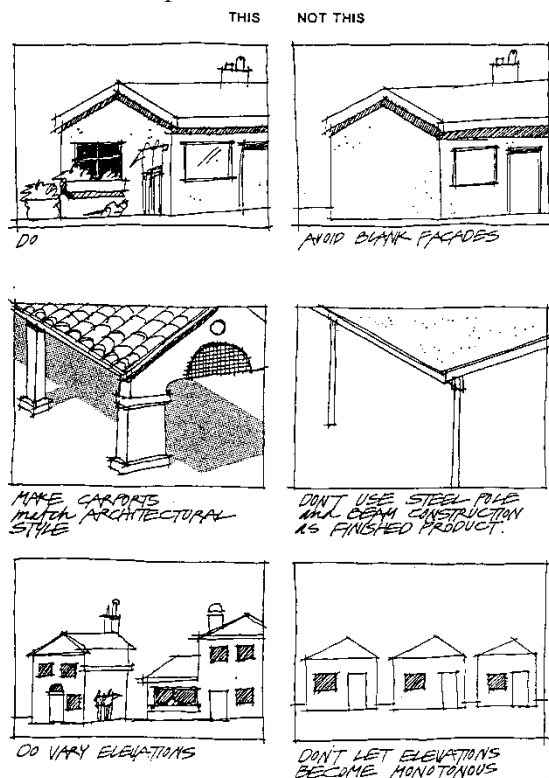 THIS NOT THIS
DO
AVOID BLANK FACADES
MAKE CARPORTS
match ARCHITECTURAL
STYLE
DON'T USE STEEL POLE
and BEAM CONSTRUCTION
AS FINISHED PRODUCT.
DO VARY ELEVATIONS
DON'T LET ELEVATIONS
BECOME MONOTONOUS